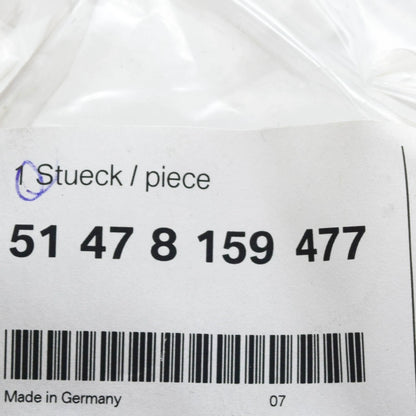 1 Stueck / piece
51 47 8 159 477
Made in Germany 07